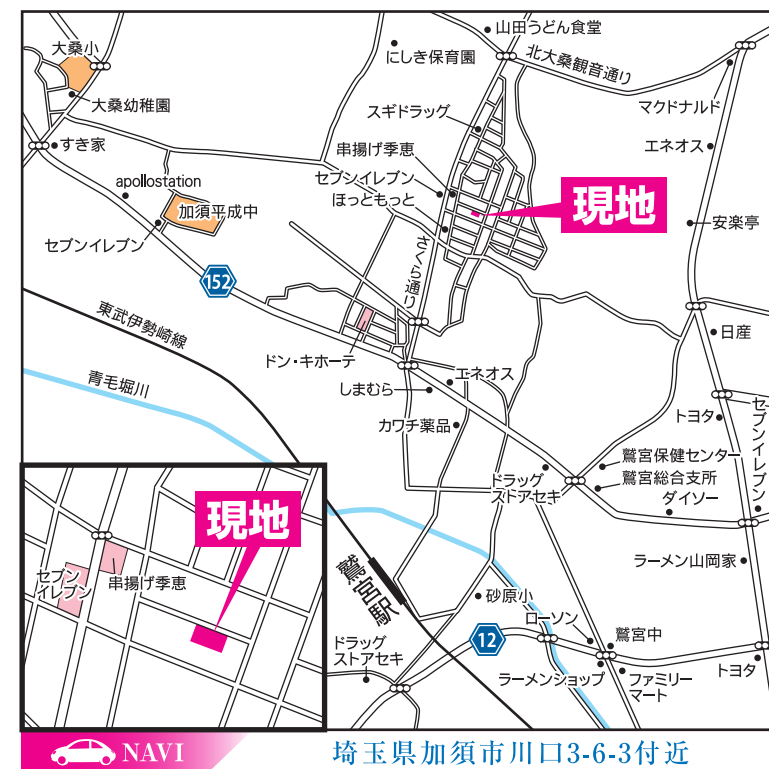 山田うどん食堂
大桑小
にしき保育園
北大桑観音通り
大桑幼稚園
マクドナルド
スギドラッグ
すき家
串揚げ季恵
エネオス
apollostation
セブンイレブン
ほっともっと
現地
加須平成中
安楽亭
セブンイレブン
さくら通り
152
東武伊勢崎線
ドン・キホーテ
日産
青毛堀川
エネオス
しまむら
トヨタ
セブンイレブン
カワチ薬品
鷲宮保健センター
ドラッグ
ストアセキ
鷲宮総合支所
ダイソー
現地
セブン
イレブン
串揚げ季恵
鷲宮駅
ラーメン山岡家
砂原小
ローソン
12
鷲宮中
ドラッグ
ストアセキ
ラーメンショップ
ファミリー
マート
トヨタ
NAVI
埼玉県加須市川口3-6-3付近